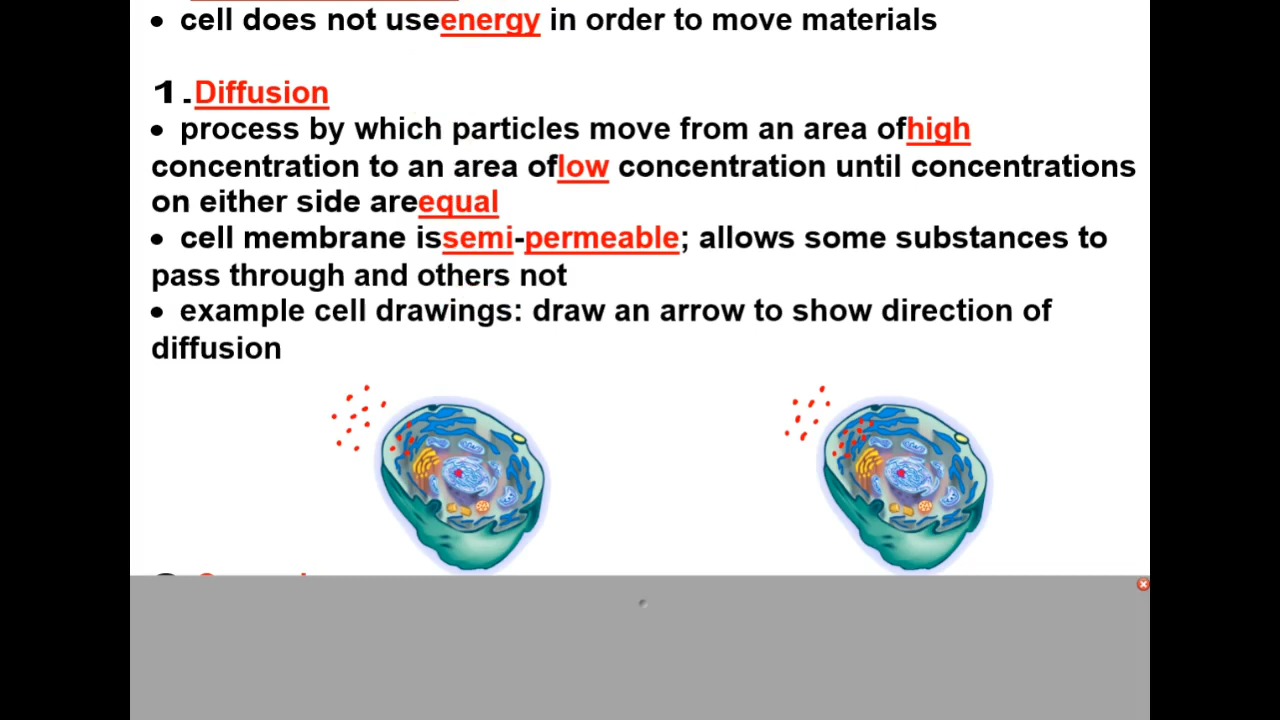 • cell does not useenergy in order to move materials
1.Diffusion
• process by which particles move from an area ofhigh
concentration to an area oflow concentration until concentrations
on either side areequal
• cell membrane issemi-permeable; allows some substances to
pass through and others not
• example cell drawings: draw an arrow to show direction of
diffusion